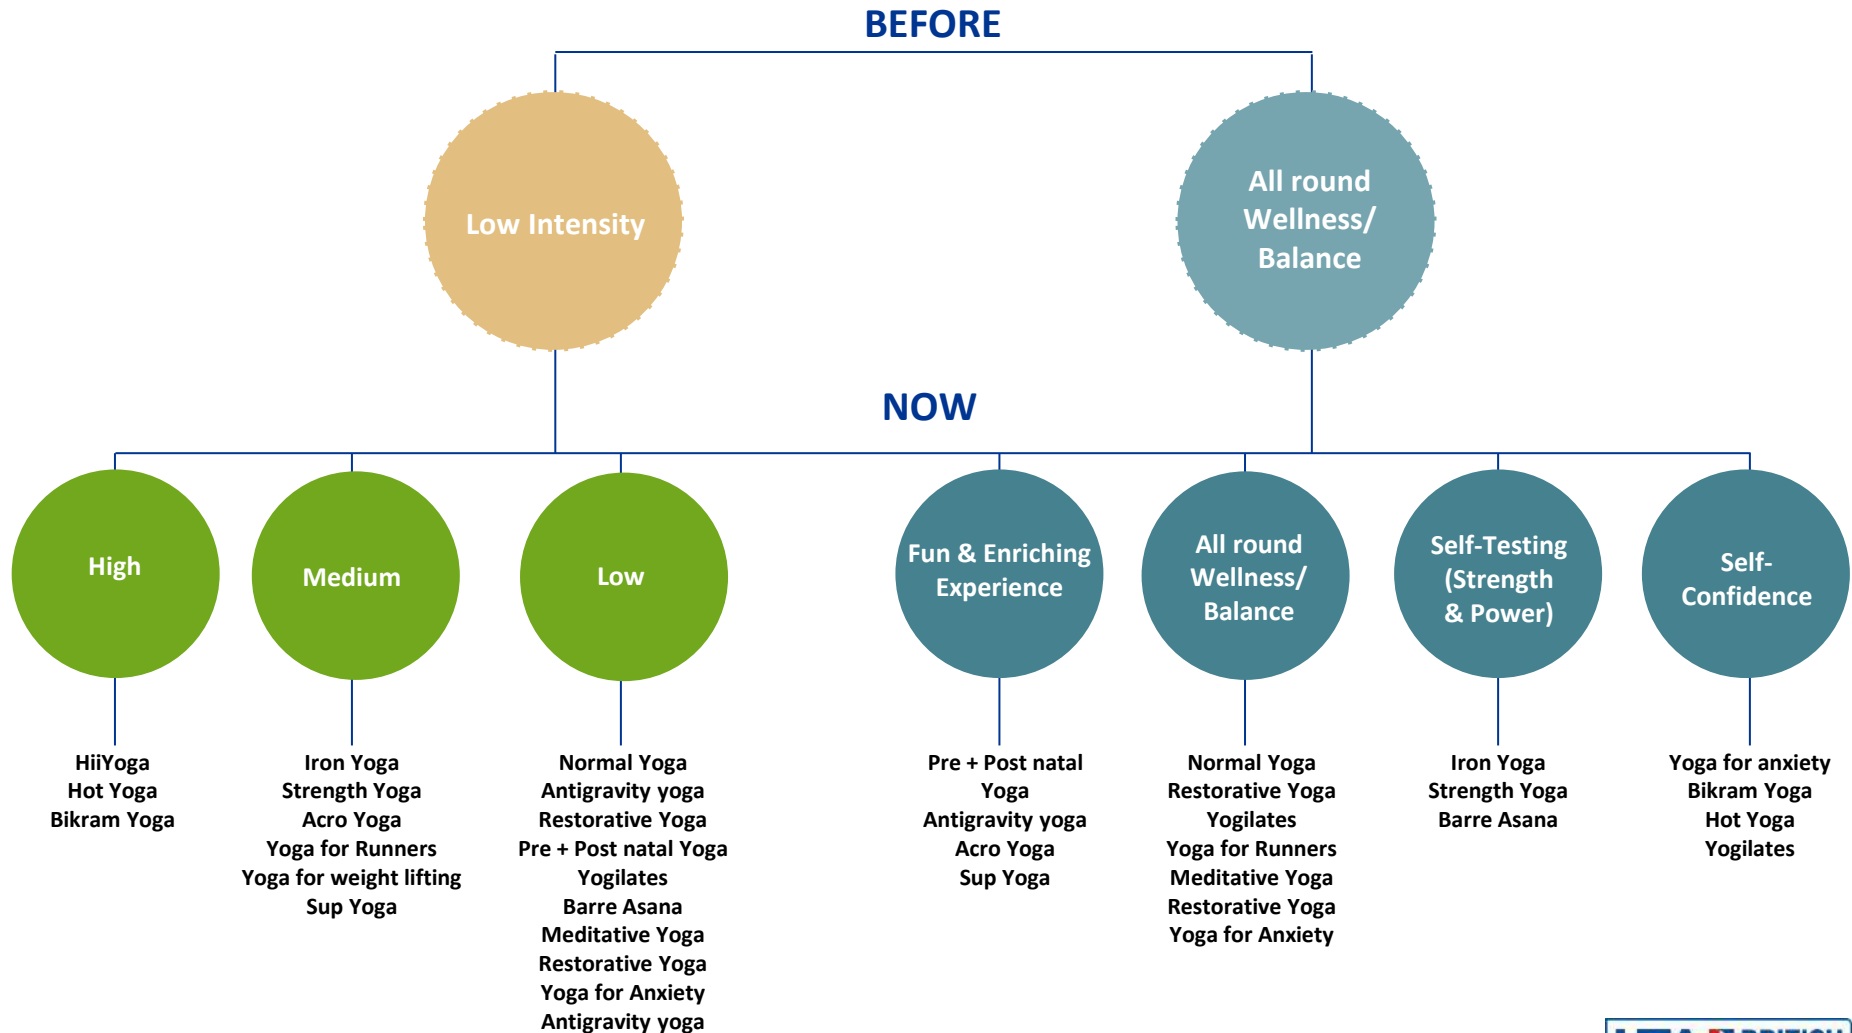 BEFORE
Low Intensity
All round
Wellness/
Balance
NOW
High
Medium
Low
Fun & Enriching
Experience
All round
Wellness/
Balance
Self-Testing
(Strength
& Power)
Self-
Confidence
HiiYoga
Hot Yoga
Bikram Yoga
Iron Yoga
Strength Yoga
Acro Yoga
Yoga for Runners
Yoga for weight lifting
Sup Yoga
Normal Yoga
Antigravity yoga
Restorative Yoga
Pre + Post natal Yoga
Yogilates
Barre Asana
Meditative Yoga
Restorative Yoga
Yoga for Anxiety
Antigravity yoga
Pre + Post natal
Yoga
Antigravity yoga
Acro Yoga
Sup Yoga
Normal Yoga
Restorative Yoga
Yogilates
Yoga for Runners
Meditative Yoga
Restorative Yoga
Yoga for Anxiety
Iron Yoga
Strength Yoga
Barre Asana
Yoga for anxiety
Bikram Yoga
Hot Yoga
Yogilates